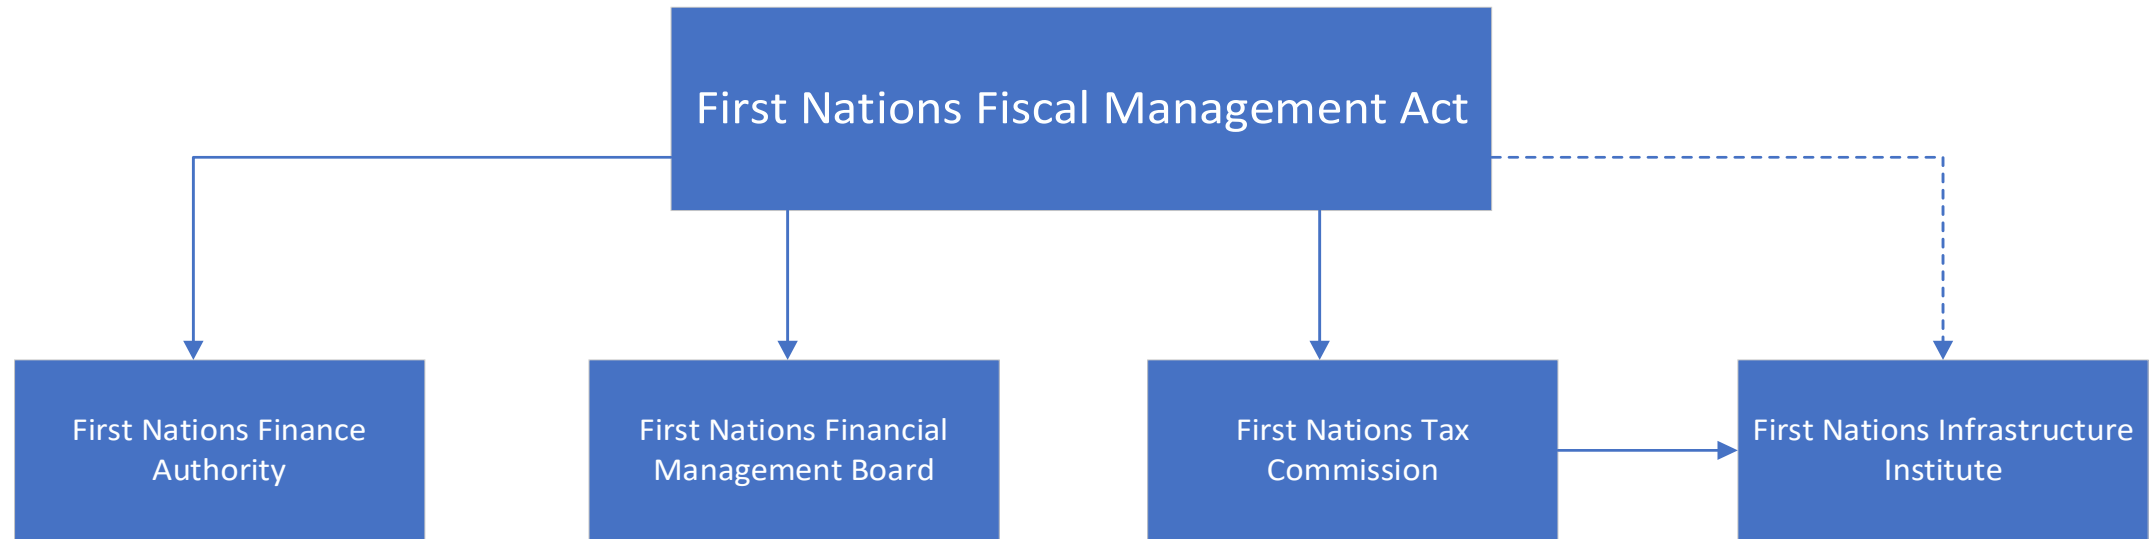 First Nations Fiscal Management Act
First Nations Finance
Authority
First Nations Financial
Management Board
First Nations Tax
Commission
First Nations Infrastructure
Institute